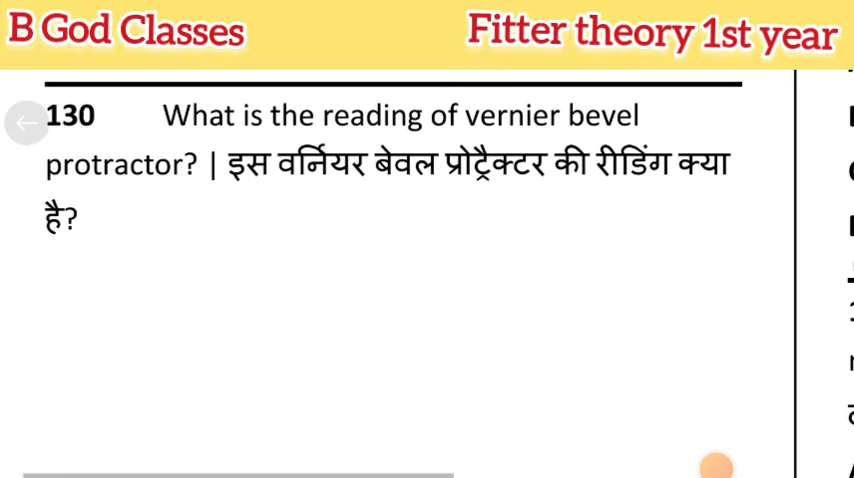 B God Classes
Fitter theory 1st year
130 What is the reading of vernier bevel
protractor? | इस वर्नियर बेवल प्रोट्रैक्टर की रीडिंग क्या
है?